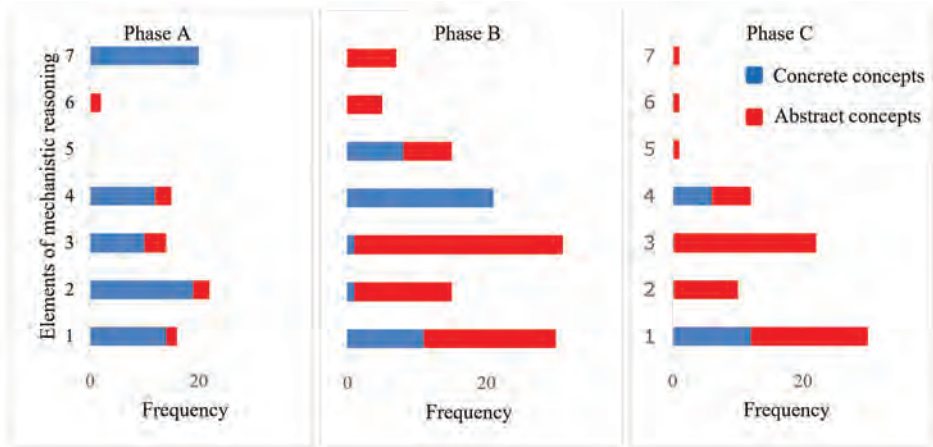 Phase A
Phase B
Phase C
Elements of mechanistic reasoning
7
6
5
4
3
2
1
0 20
Frequency
0 20
Frequency
7
6
5
4
3
2
1
0 20
Frequency
Concrete concepts
Abstract concepts